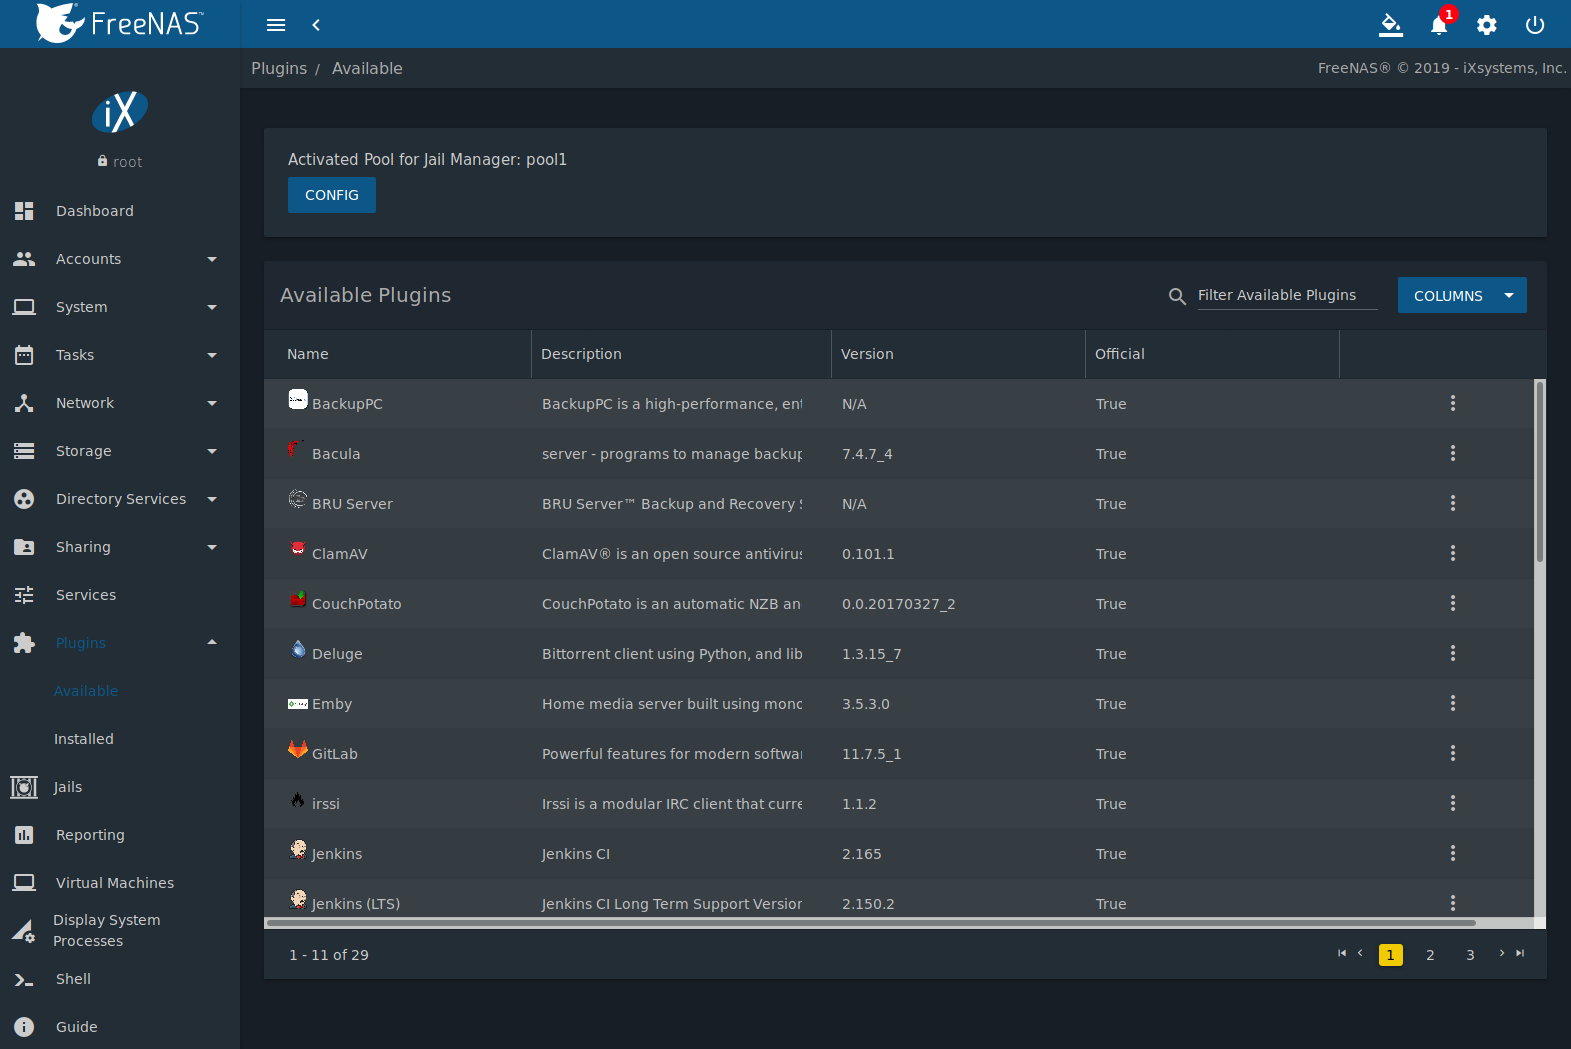 FreeNAS™
1
Plugins / Available
FreeNAS® © 2019 - iXsystems, Inc.
iX
root
Dashboard
Accounts
System
Tasks
Network
Storage
Directory Services
Sharing
Services
Plugins
Available
Installed
Jails
Reporting
Virtual Machines
Display System
Processes
Shell
Guide
Activated Pool for Jail Manager: pool1
CONFIG
Available Plugins
Filter Available Plugins
COLUMNS
Name Description Version Official
BackupPC BackupPC is a high-performance, ent N/A True
Bacula server - programs to manage backup 7.4.7_4 True
BRU Server BRU Server™ Backup and Recovery S N/A True
ClamAV ClamAV® is an open source antivirus 0.101.1 True
CouchPotato CouchPotato is an automatic NZB an 0.0.20170327_2 True
Deluge Bittorrent client using Python, and lib 1.3.15_7 True
Emby Home media server built using mono 3.5.3.0 True
GitLab Powerful features for modern softwar 11.7.5_1 True
irssi Irssi is a modular IRC client that curre 1.1.2 True
Jenkins Jenkins CI 2.165 True
Jenkins (LTS) Jenkins CI Long Term Support Version 2.150.2 True
1 - 11 of 29
1 2 3